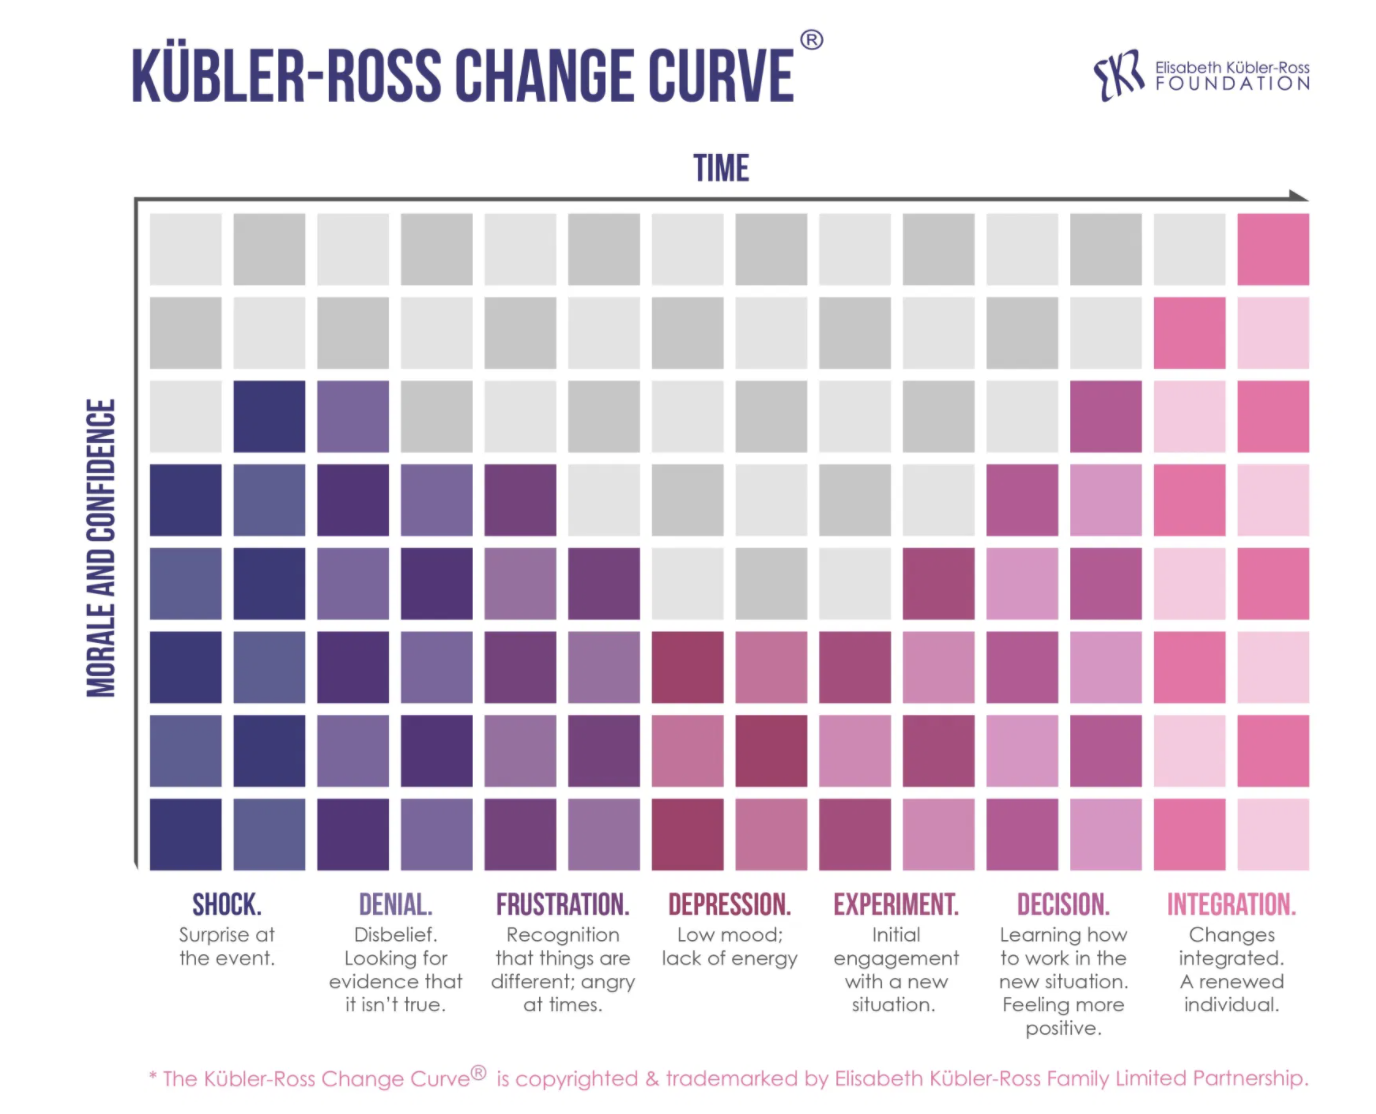 KÜBLER-ROSS CHANGE CURVE®
Elisabeth Kübler-Ross
FOUNDATION
TIME
MORALE AND CONFIDENCE
SHOCK.
Surprise at
the event.
DENIAL.
Disbelief.
Looking for
evidence that
it isn't true.
FRUSTRATION.
Recognition
that things are
different; angry
at times.
DEPRESSION.
Low mood;
lack of energy
EXPERIMENT.
Initial
engagement
with a new
situation.
DECISION.
Learning how
to work in the
new situation.
Feeling more
positive.
INTEGRATION.
Changes
integrated.
A renewed
individual.
* The Kübler-Ross Change Curve® is copyrighted & trademarked by Elisabeth Kübler-Ross Family Limited Partnership.